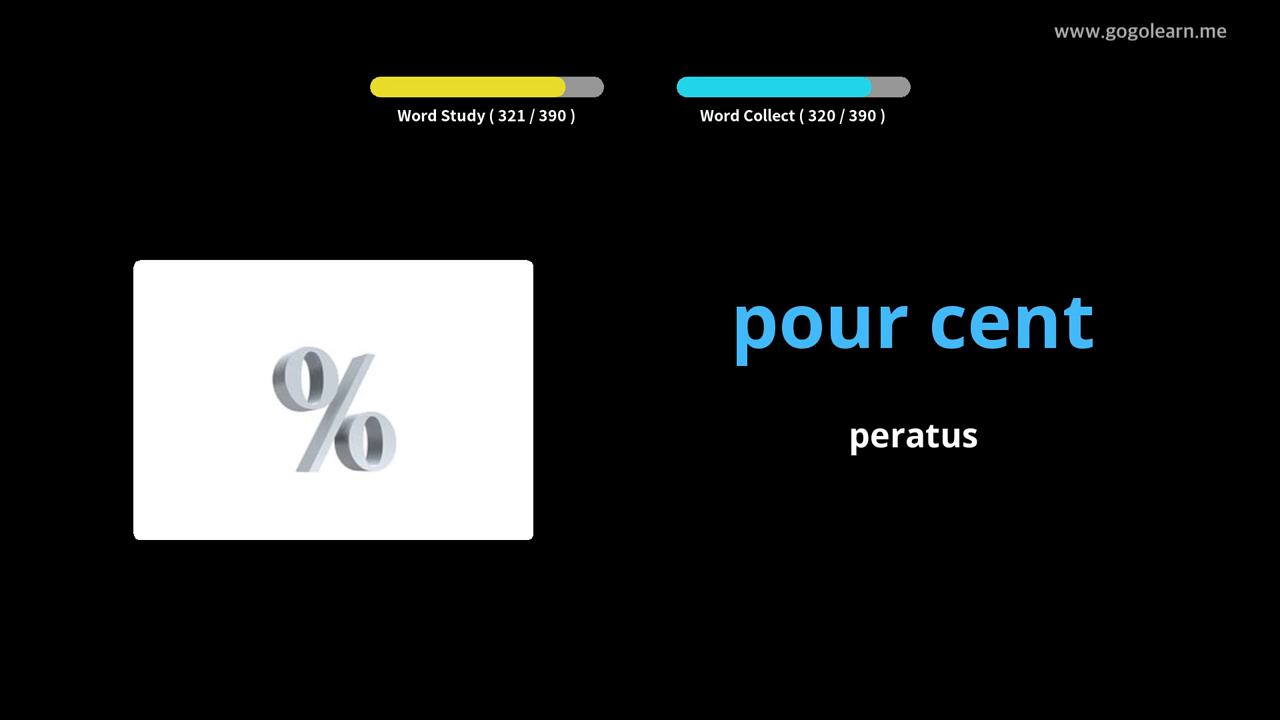 www.gogolearn.me
Word Study ( 321 / 390 )
Word Collect ( 320 / 390 )
%
pour cent
peratus